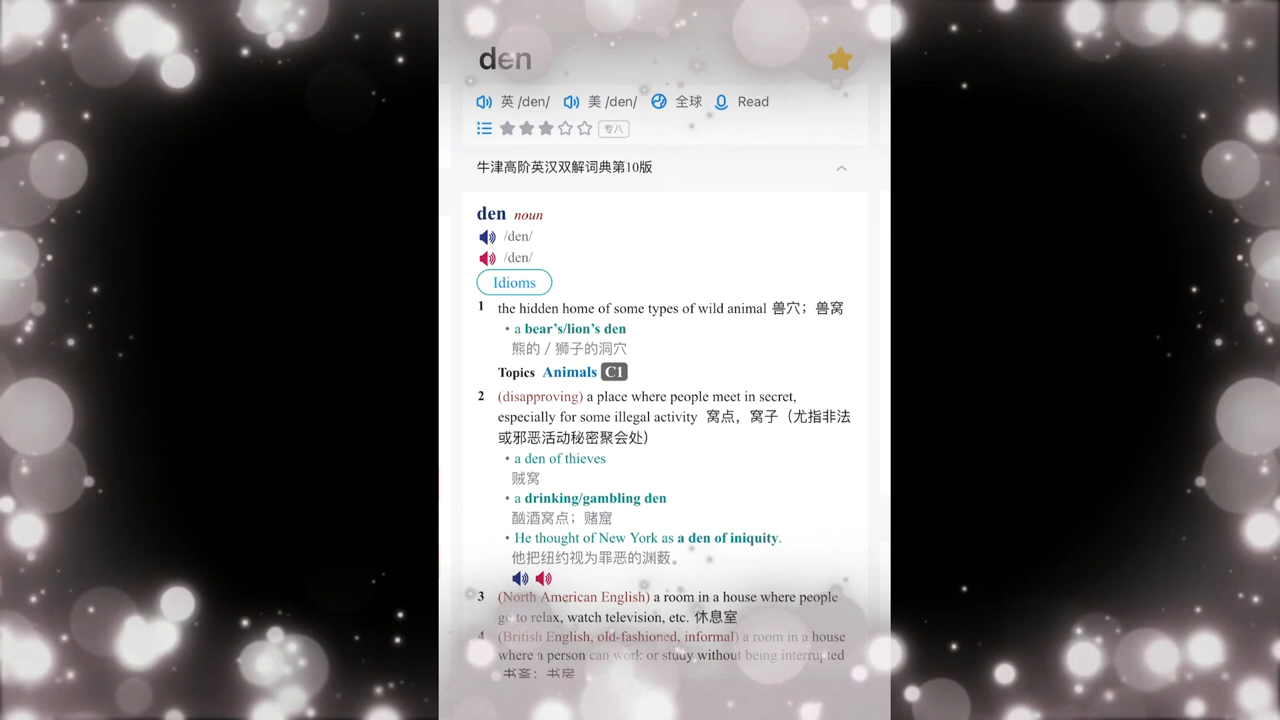 den
英 /den/ 美 /den/ 全球 Read
专八
牛津高阶英汉双解词典第10版
den noun
/den/
/den/
Idioms
1 the hidden home of some types of wild animal 兽穴；兽窝
• a bear's/lion's den
熊的 / 狮子的洞穴
Topics Animals C1
2 (disapproving) a place where people meet in secret,
especially for some illegal activity 窝点，窝子（尤指非法
或邪恶活动秘密聚会处）
• a den of thieves
贼窝
• a drinking/gambling den
酗酒窝点；赌窟
• He thought of New York as a den of iniquity.
他把纽约视为罪恶的渊薮。
3 (North American English) a room in a house where people
go to relax, watch television, etc. 休息室
4 (British English, old-fashioned, informal) a room in a house
where a person can work or study without being interrupted
书斋；书房